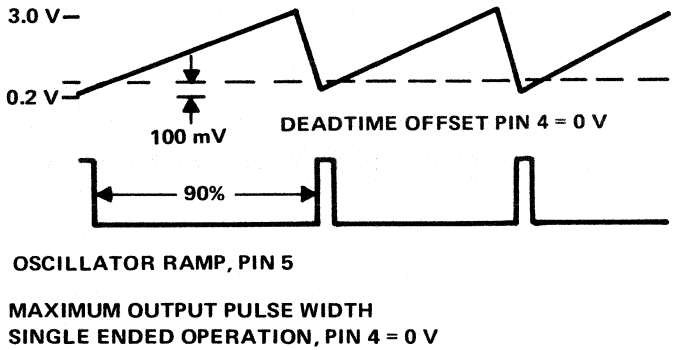 3.0 V
0.2 V
100 mV
DEADTIME OFFSET PIN 4 = 0 V
90%
OSCILLATOR RAMP, PIN 5
MAXIMUM OUTPUT PULSE WIDTH
SINGLE ENDED OPERATION, PIN 4 = 0 V